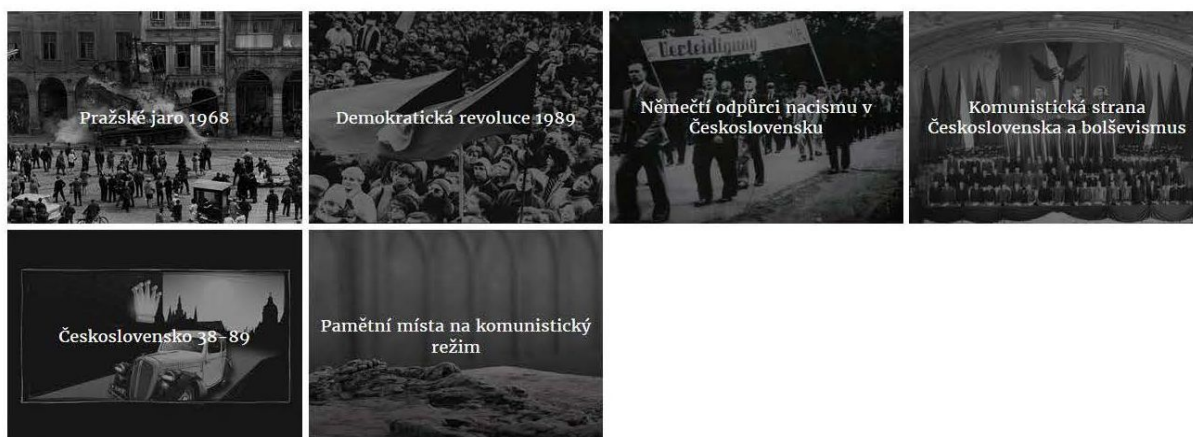 Pražské jaro 1968
Demokratická revoluce 1989
Verteidigung
Němečtí odpůrci nacismu v
Československu
Komunistická strana
Československa a bolševismus
Československo 38–89
Pamětní místa na komunistický
režim